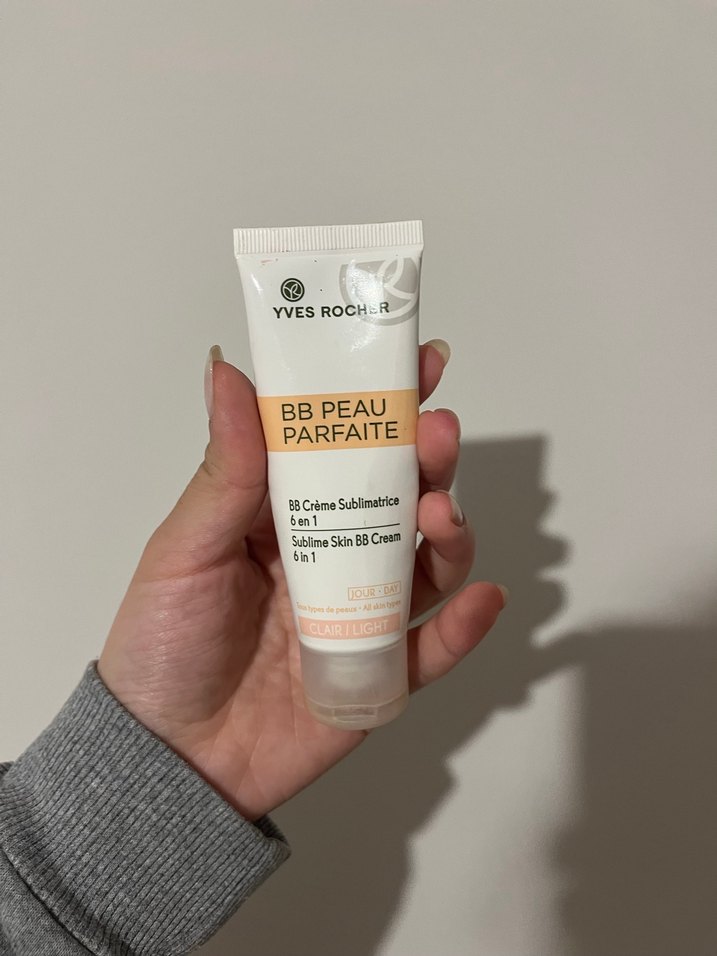 YVES ROCHER
BB PEAU
PARFAITE
BB Crème Sublimatrice
6 en 1
Sublime Skin BB Cream
6 in 1
JOUR • DAY
Tous types de peaux • All skin types
CLAIR / LIGHT